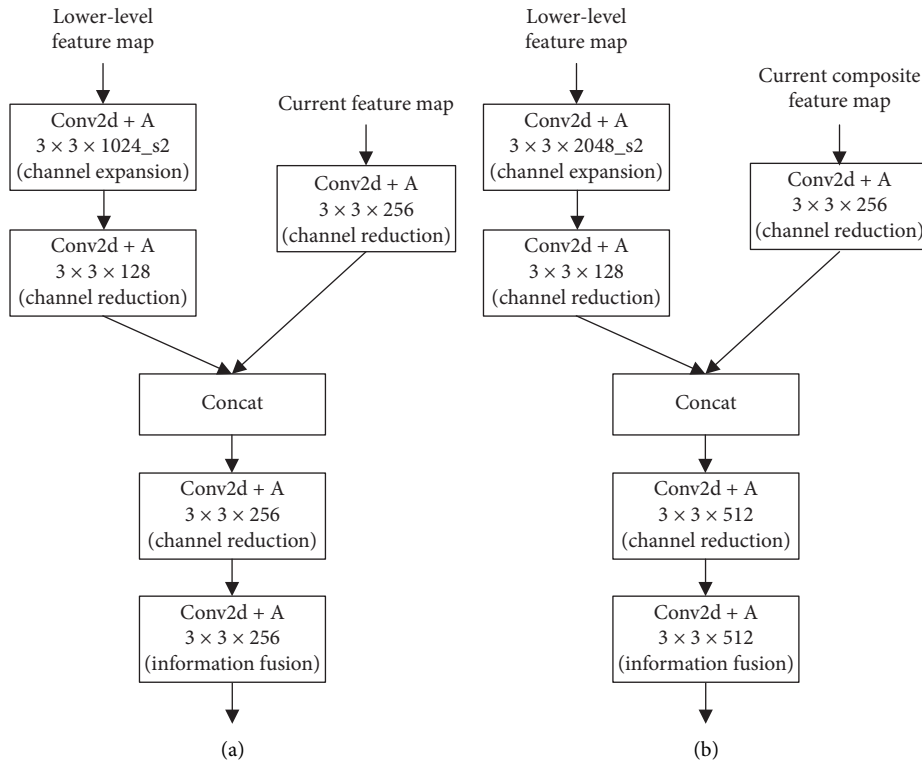 Lower-level
feature map
Conv2d + A
3 × 3 × 1024_s2
(channel expansion)
Conv2d + A
3 × 3 × 128
(channel reduction)
Current feature map
Conv2d + A
3 × 3 × 256
(channel reduction)
Concat
Conv2d + A
3 × 3 × 256
(channel reduction)
Conv2d + A
3 × 3 × 256
(information fusion)
(a)
Lower-level
feature map
Conv2d + A
3 × 3 × 2048_s2
(channel expansion)
Conv2d + A
3 × 3 × 128
(channel reduction)
Current composite
feature map
Conv2d + A
3 × 3 × 256
(channel reduction)
Concat
Conv2d + A
3 × 3 × 512
(channel reduction)
Conv2d + A
3 × 3 × 512
(information fusion)
(b)